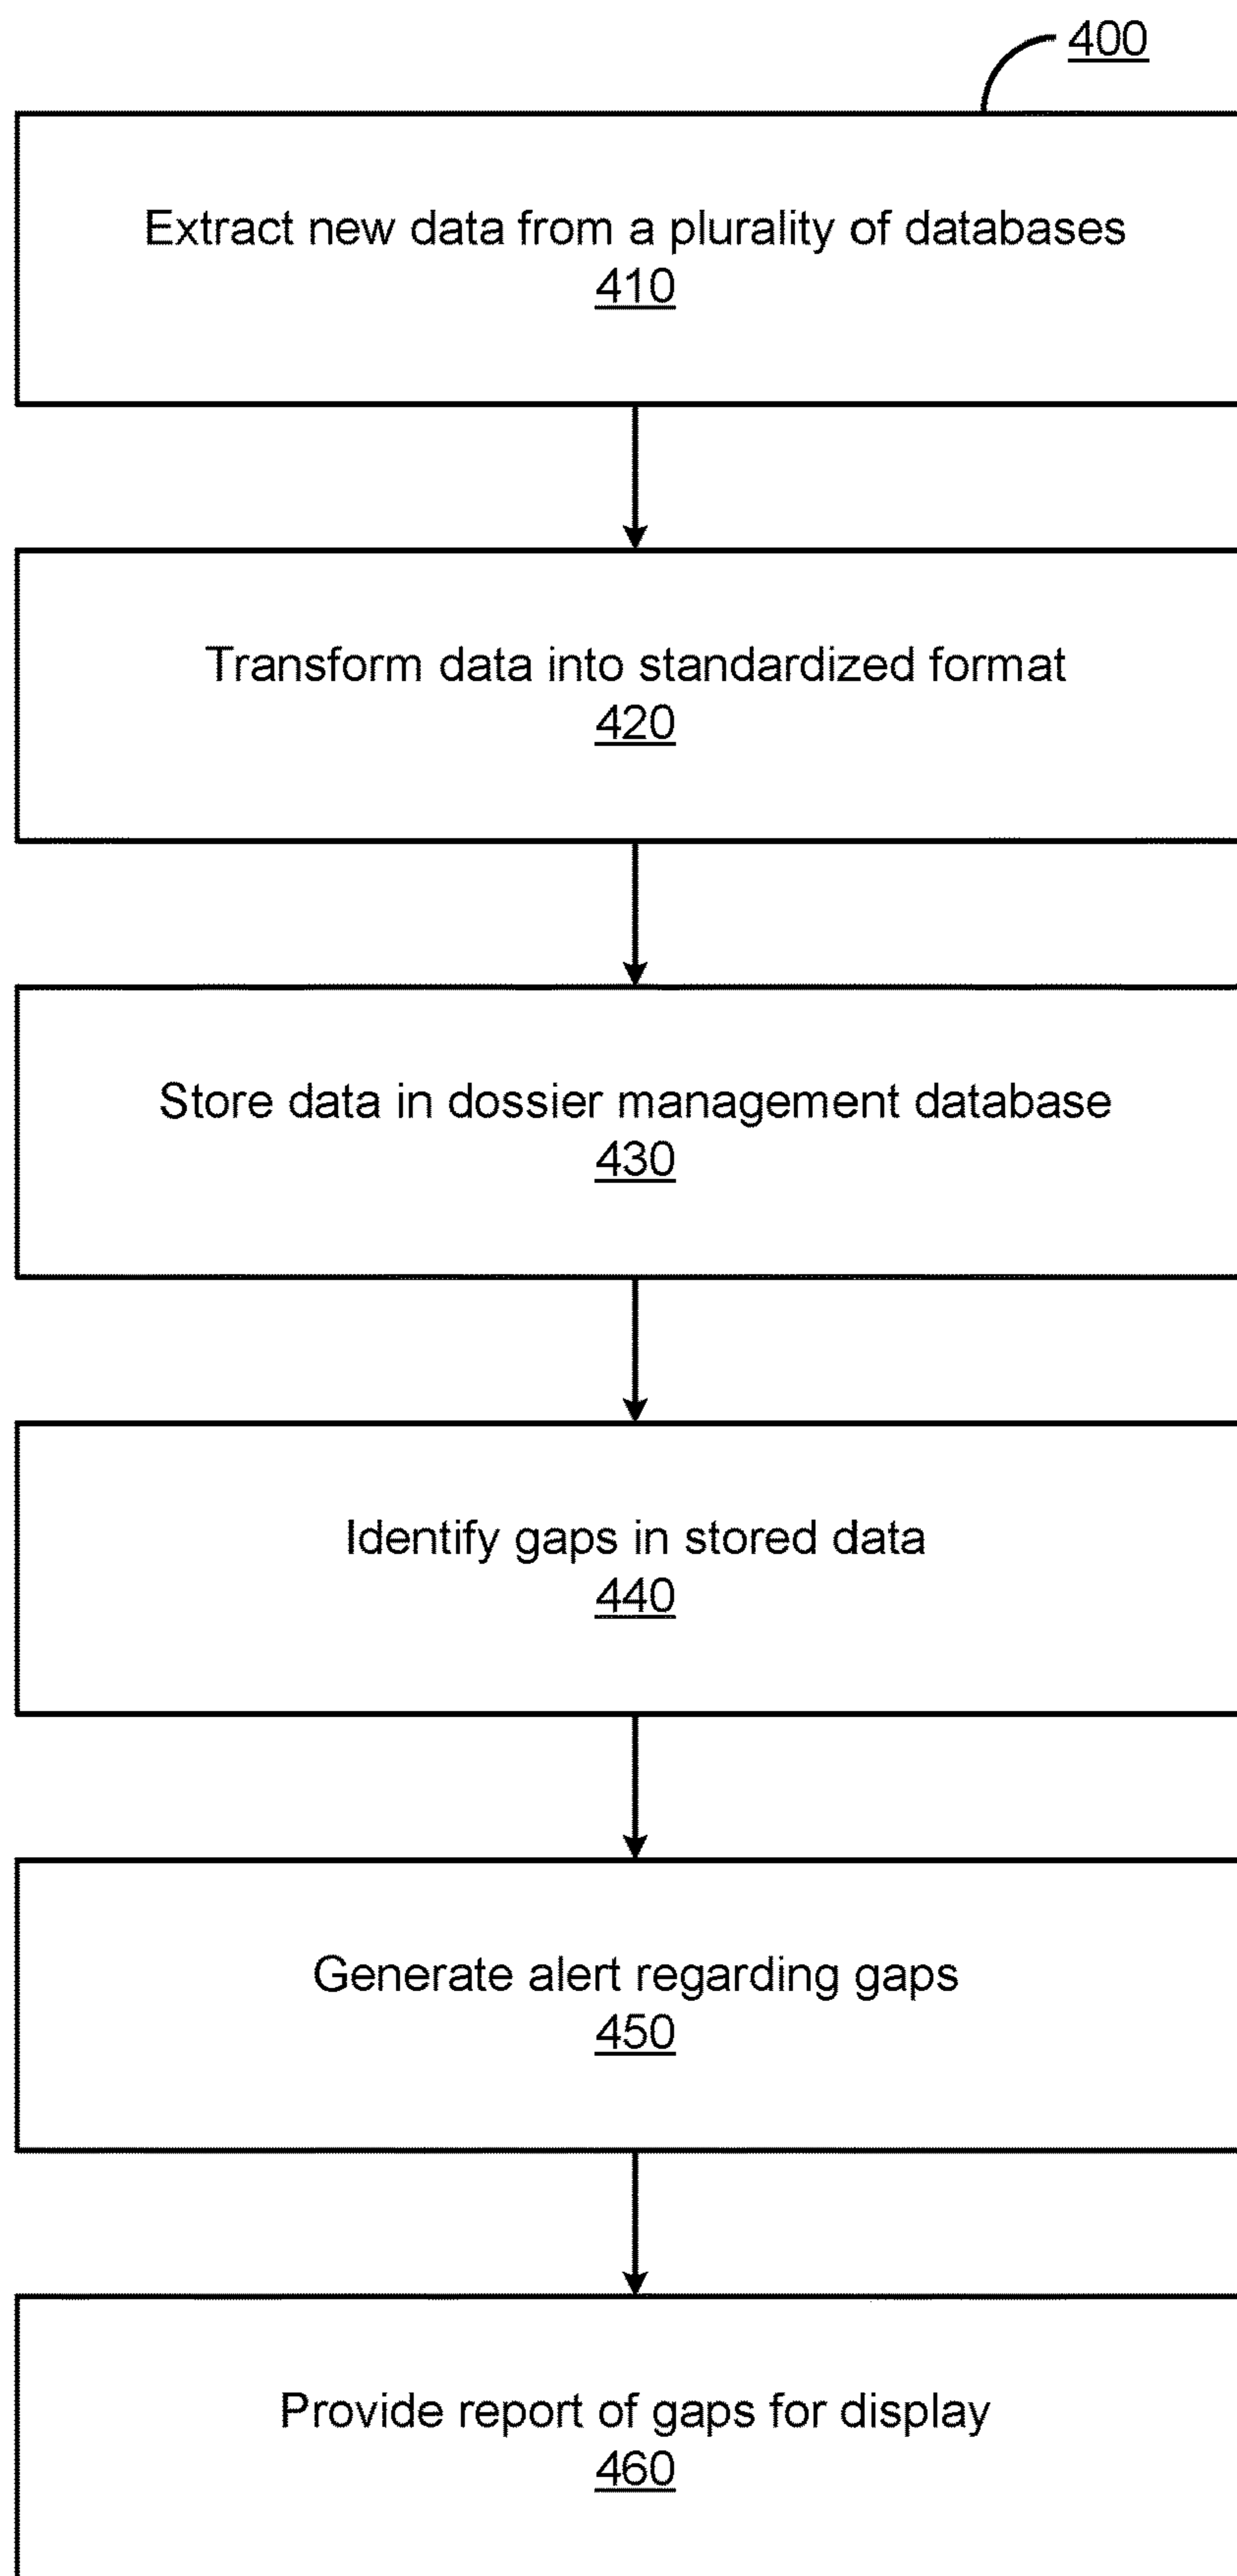 400
Extract new data from a plurality of databases
410
Transform data into standardized format
420
Store data in dossier management database
430
Identify gaps in stored data
440
Generate alert regarding gaps
450
Provide report of gaps for display
460